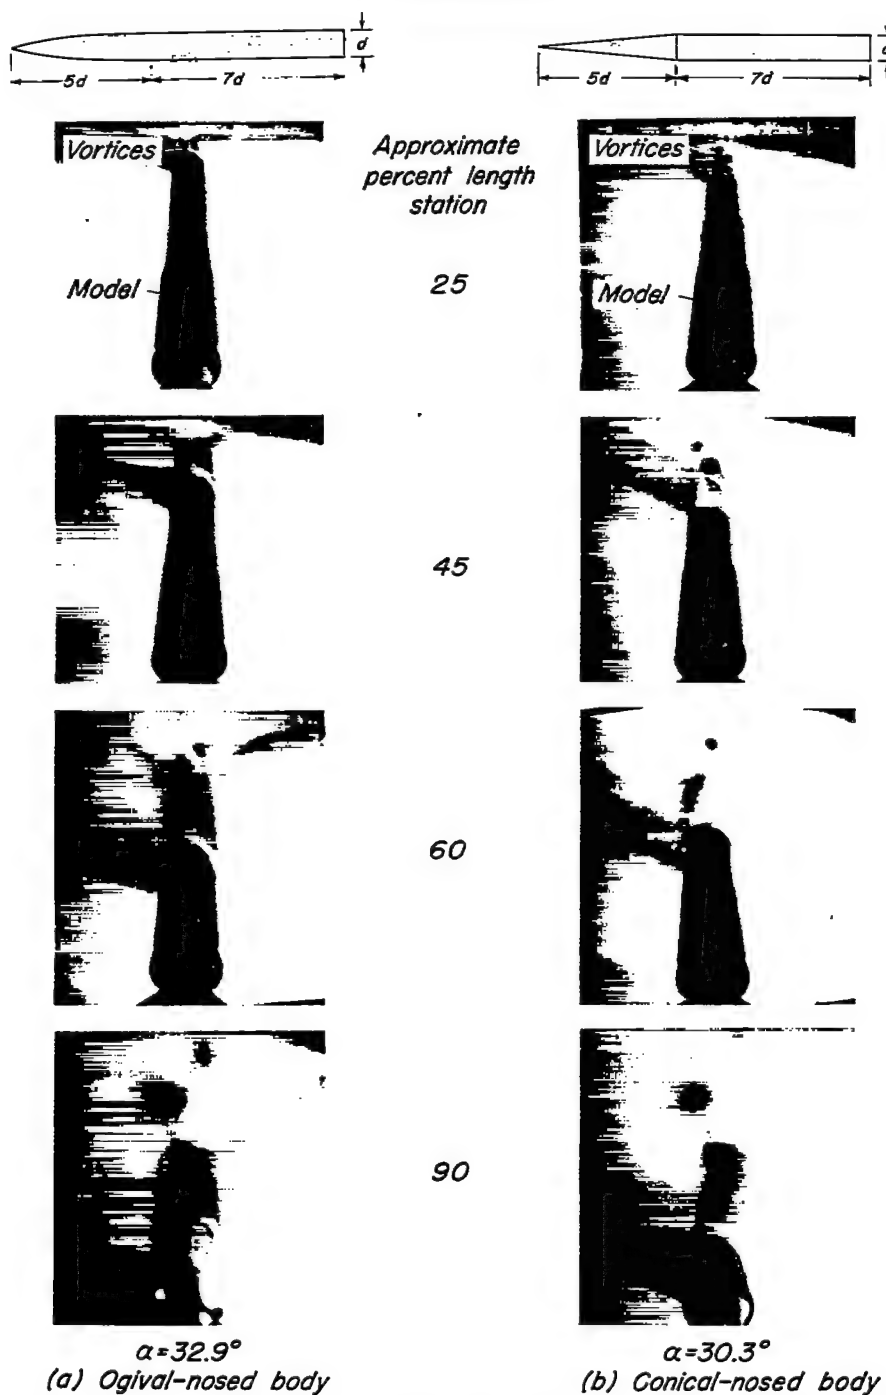 d
5d
7d
5d
7d
Vortices
Approximate
percent length
station
Vortices
Model
25
Model
45
60
90
α=32.9°
(a) Ogival-nosed body
α=30.3°
(b) Conical-nosed body